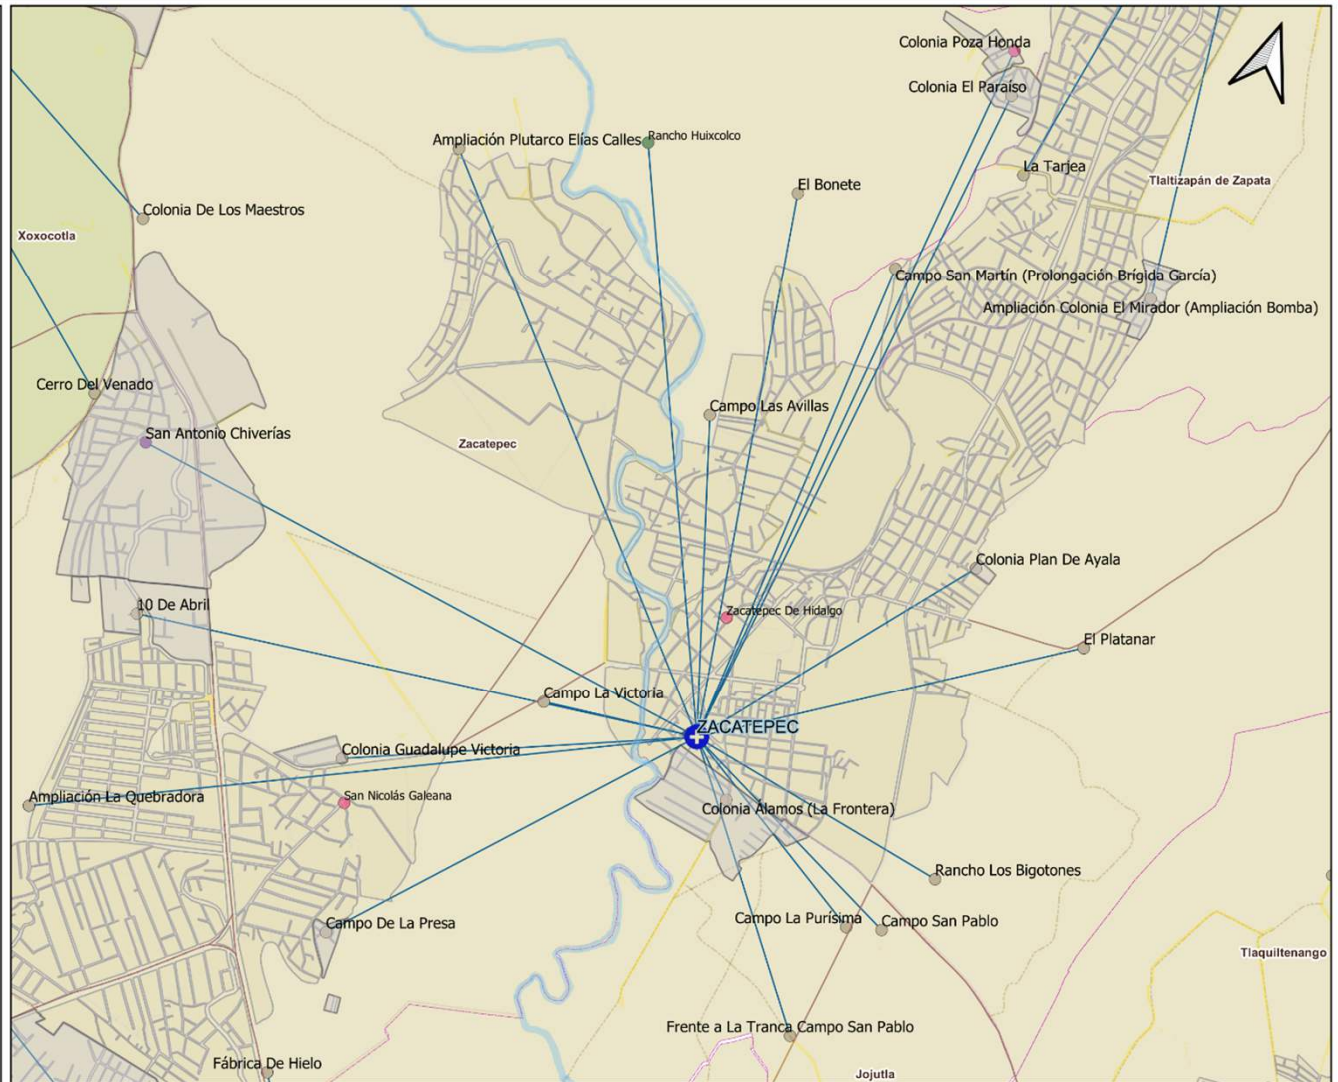 Colonia Poza Honda
Colonia El Paraíso
Ampliación Plutarco Elías Calles
Rancho Huixcolco
La Tarjea
Tlaltizapán de Zapata
El Bonete
Colonia De Los Maestros
Xoxocotla
Campo San Martín (Prolongación Brígida García)
Ampliación Colonia El Mirador (Ampliación Bomba)
Cerro Del Venado
Campo Las Avillas
San Antonio Chiverías
Zacatepec
Colonia Plan De Ayala
10 De Abril
Zacatepec De Hidalgo
El Platanar
Campo La Victoria
ZACATEPEC
Colonia Guadalupe Victoria
Ampliación La Quebradora
San Nicolás Galeana
Colonia Álamos (La Frontera)
Rancho Los Bigotones
Campo De La Presa
Campo La Purísima
Campo San Pablo
Tlaquiltenango
Frente a La Tranca Campo San Pablo
Fábrica De Hielo
Jojutla